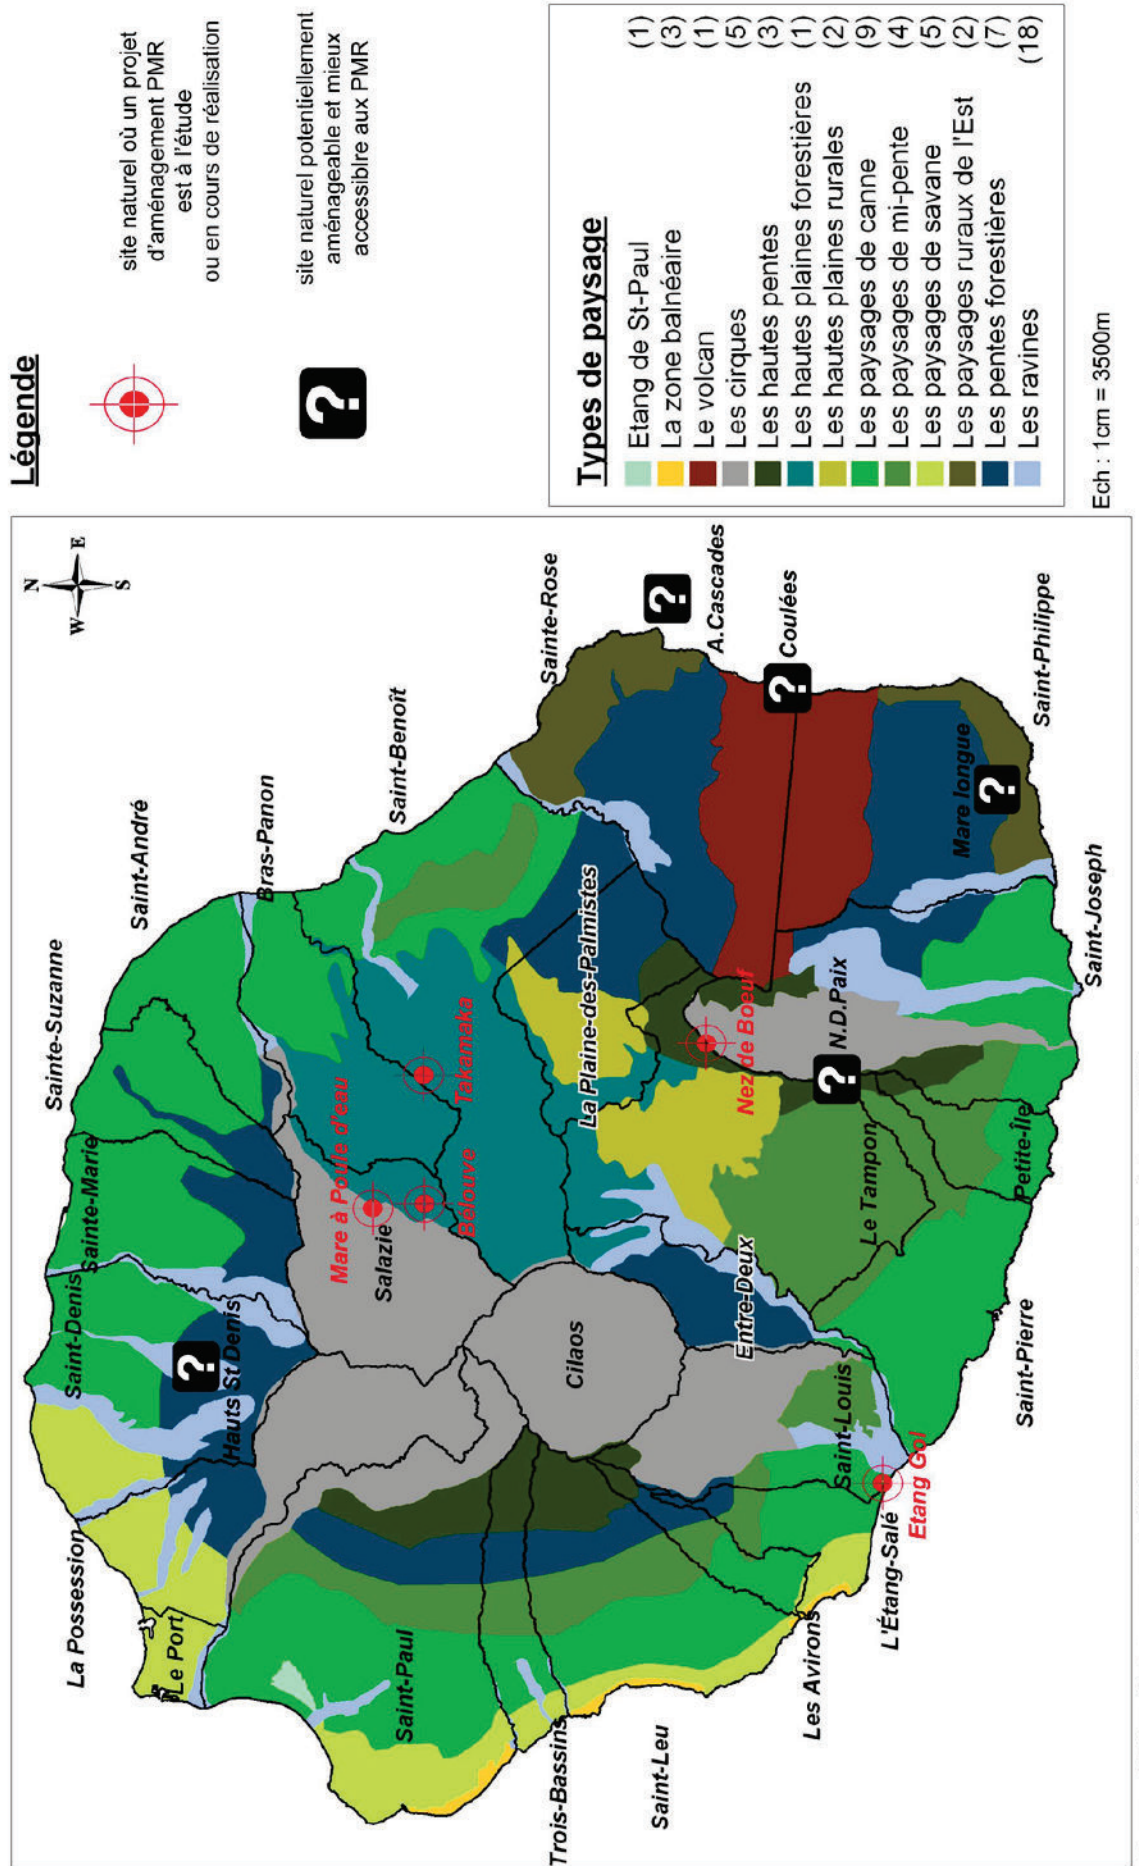 Légende
site naturel où un projet
d'aménagement PMR
est à l'étude
ou en cours de réalisation
?
site naturel potentiellement
aménageable et mieux
accessiblre aux PMR
Types de paysage
Etang de St-Paul (1)
La zone balnéaire (3)
Le volcan (1)
Les cirques (5)
Les hautes pentes (3)
Les hautes plaines forestières (1)
Les hautes plaines rurales (2)
Les paysages de canne (9)
Les paysages de mi-pente (4)
Les paysages de savane (5)
Les paysages ruraux de l'Est (2)
Les pentes forestières (7)
Les ravines (18)
Ech : 1cm = 3500m
N
W
E
S
Saint-Denis
Sainte-Marie
Sainte-Suzanne
Saint-André
Bras-Panon
Saint-Benoît
Sainte-Rose
La Possession
Le Port
Hauts St Denis
?
Saint-Paul
Mare à Poule d'eau
Salazie
Belouve
Takamaka
Trois-Bassins
Cilaos
La Plaine-des-Palmistes
?
A.Cascades
Saint-Leu
Entre-Deux
Nez de Boeuf
?
Coulées
Les Avirons
Saint-Louis
Le Tampon
?
N.D.Paix
L'Étang-Salé
Etang Gol
Mare longue
?
Petite-Île
Saint-Pierre
Saint-Joseph
Saint-Philippe